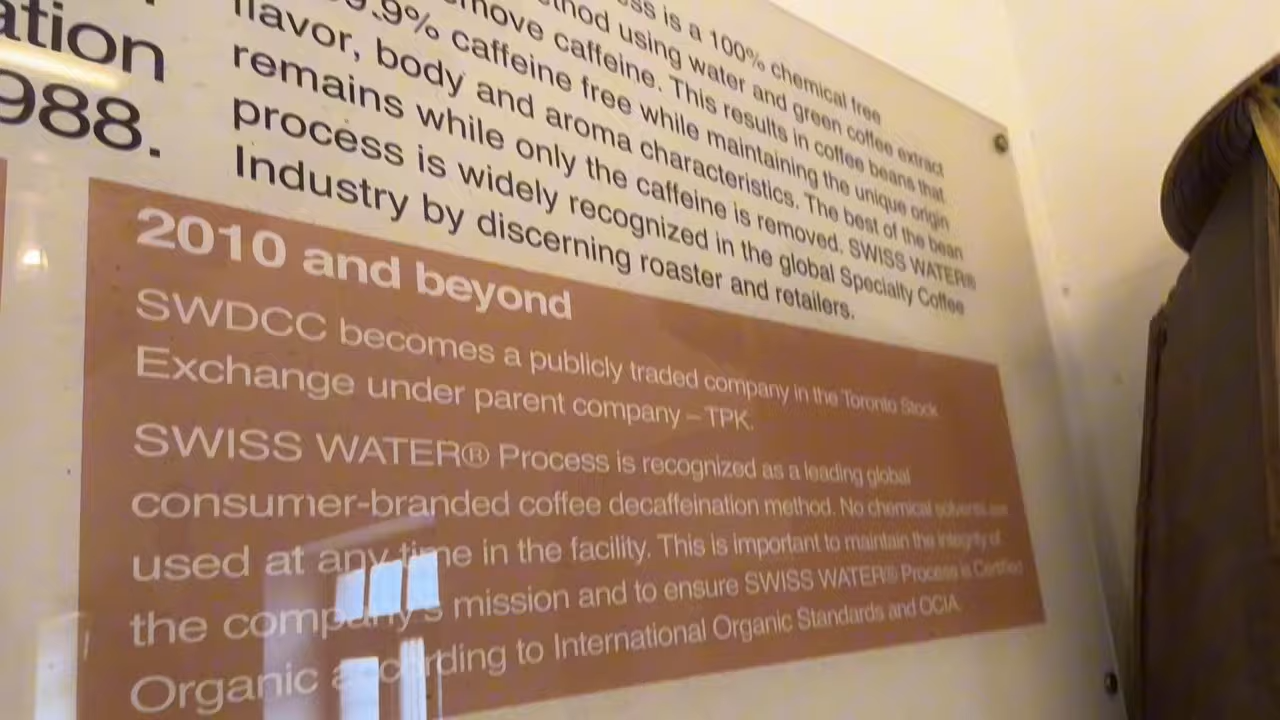 ation
988.
ss is a 100% chemical free
thod using water and green coffee extract
move caffeine. This results in coffee beans that
9.9% caffeine free while maintaining the unique origin
flavor, body and aroma characteristics. The best of the bean
remains while only the caffeine is removed. SWISS WATER®
process is widely recognized in the global Specialty Coffee
Industry by discerning roaster and retailers.
2010 and beyond
SWDCC becomes a publicly traded company in the Toronto Stock
Exchange under parent company – TPK.
SWISS WATER® Process is recognized as a leading global
consumer-branded coffee decaffeination method. No chemical solvents are
used at any time in the facility. This is important to maintain the integrity of
the company's mission and to ensure SWISS WATER® Process is Certified
Organic according to International Organic Standards and OCIA.